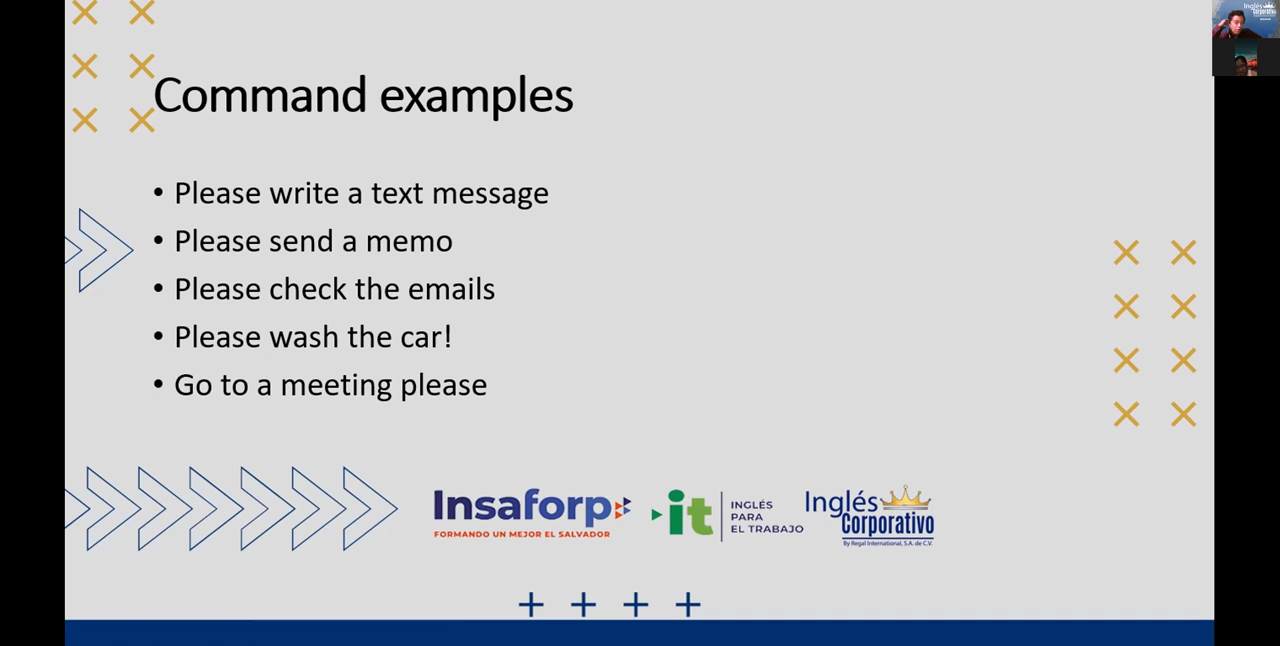 Command examples
• Please write a text message
• Please send a memo
• Please check the emails
• Please wash the car!
• Go to a meeting please
Insaforp
FORMANDO UN MEJOR EL SALVADOR
it
INGLÉS
PARA
EL TRABAJO
Inglés
Corporativo
By Regal International, S.A. de C.V.
Inglés
Corporativo